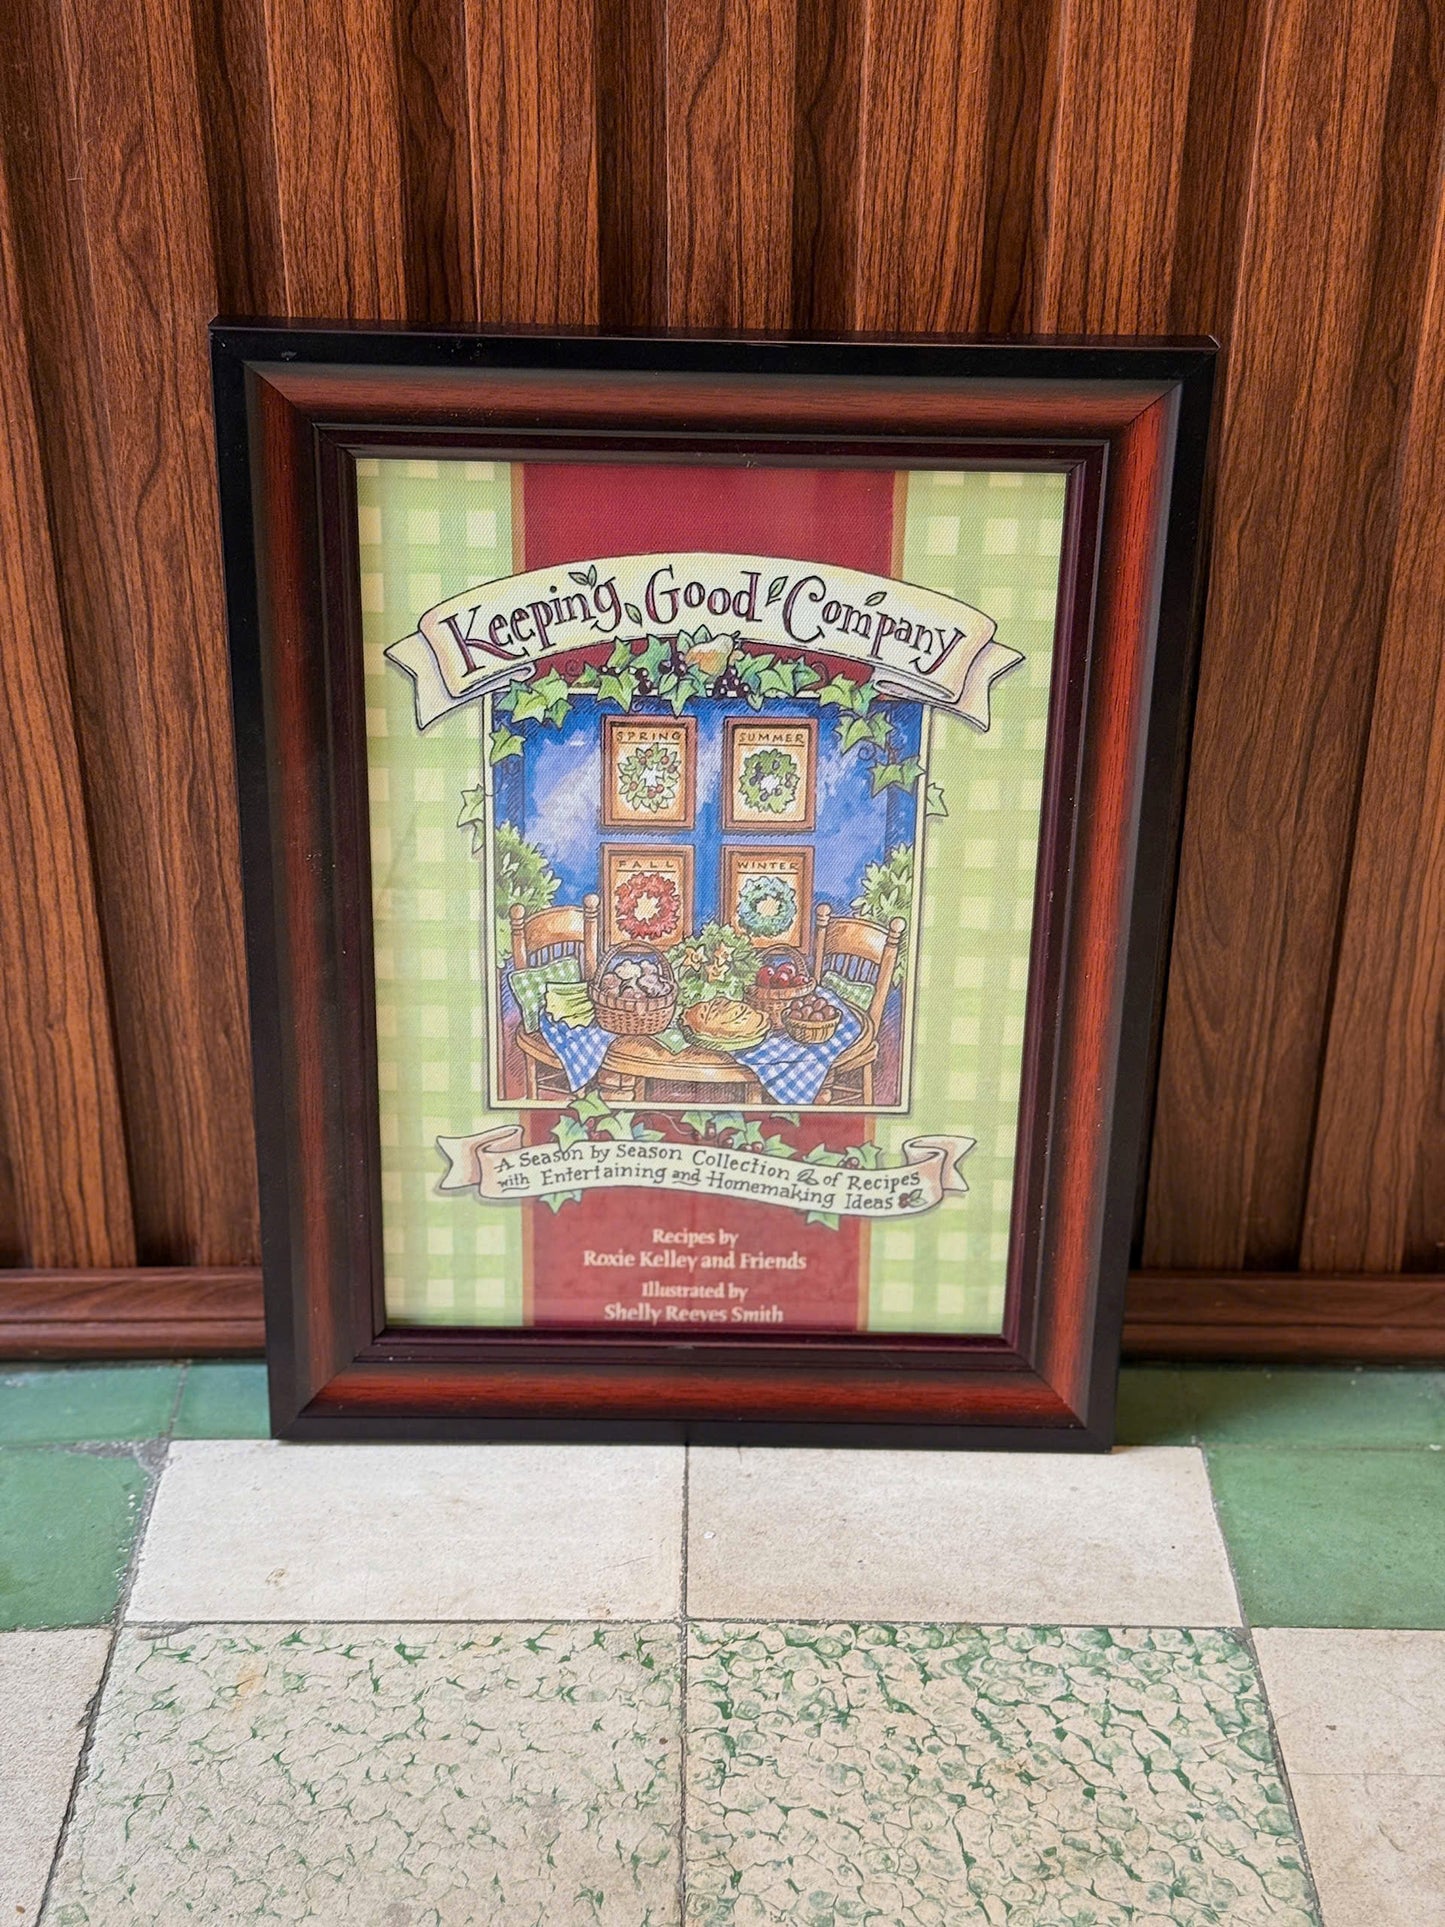 Keeping Good Company
SPRING
SUMMER
FALL
WINTER
A Season by Season Collection of Recipes
with Entertaining and Homemaking Ideas
Recipes by
Roxie Kelley and Friends
Illustrated by
Shelly Reeves Smith